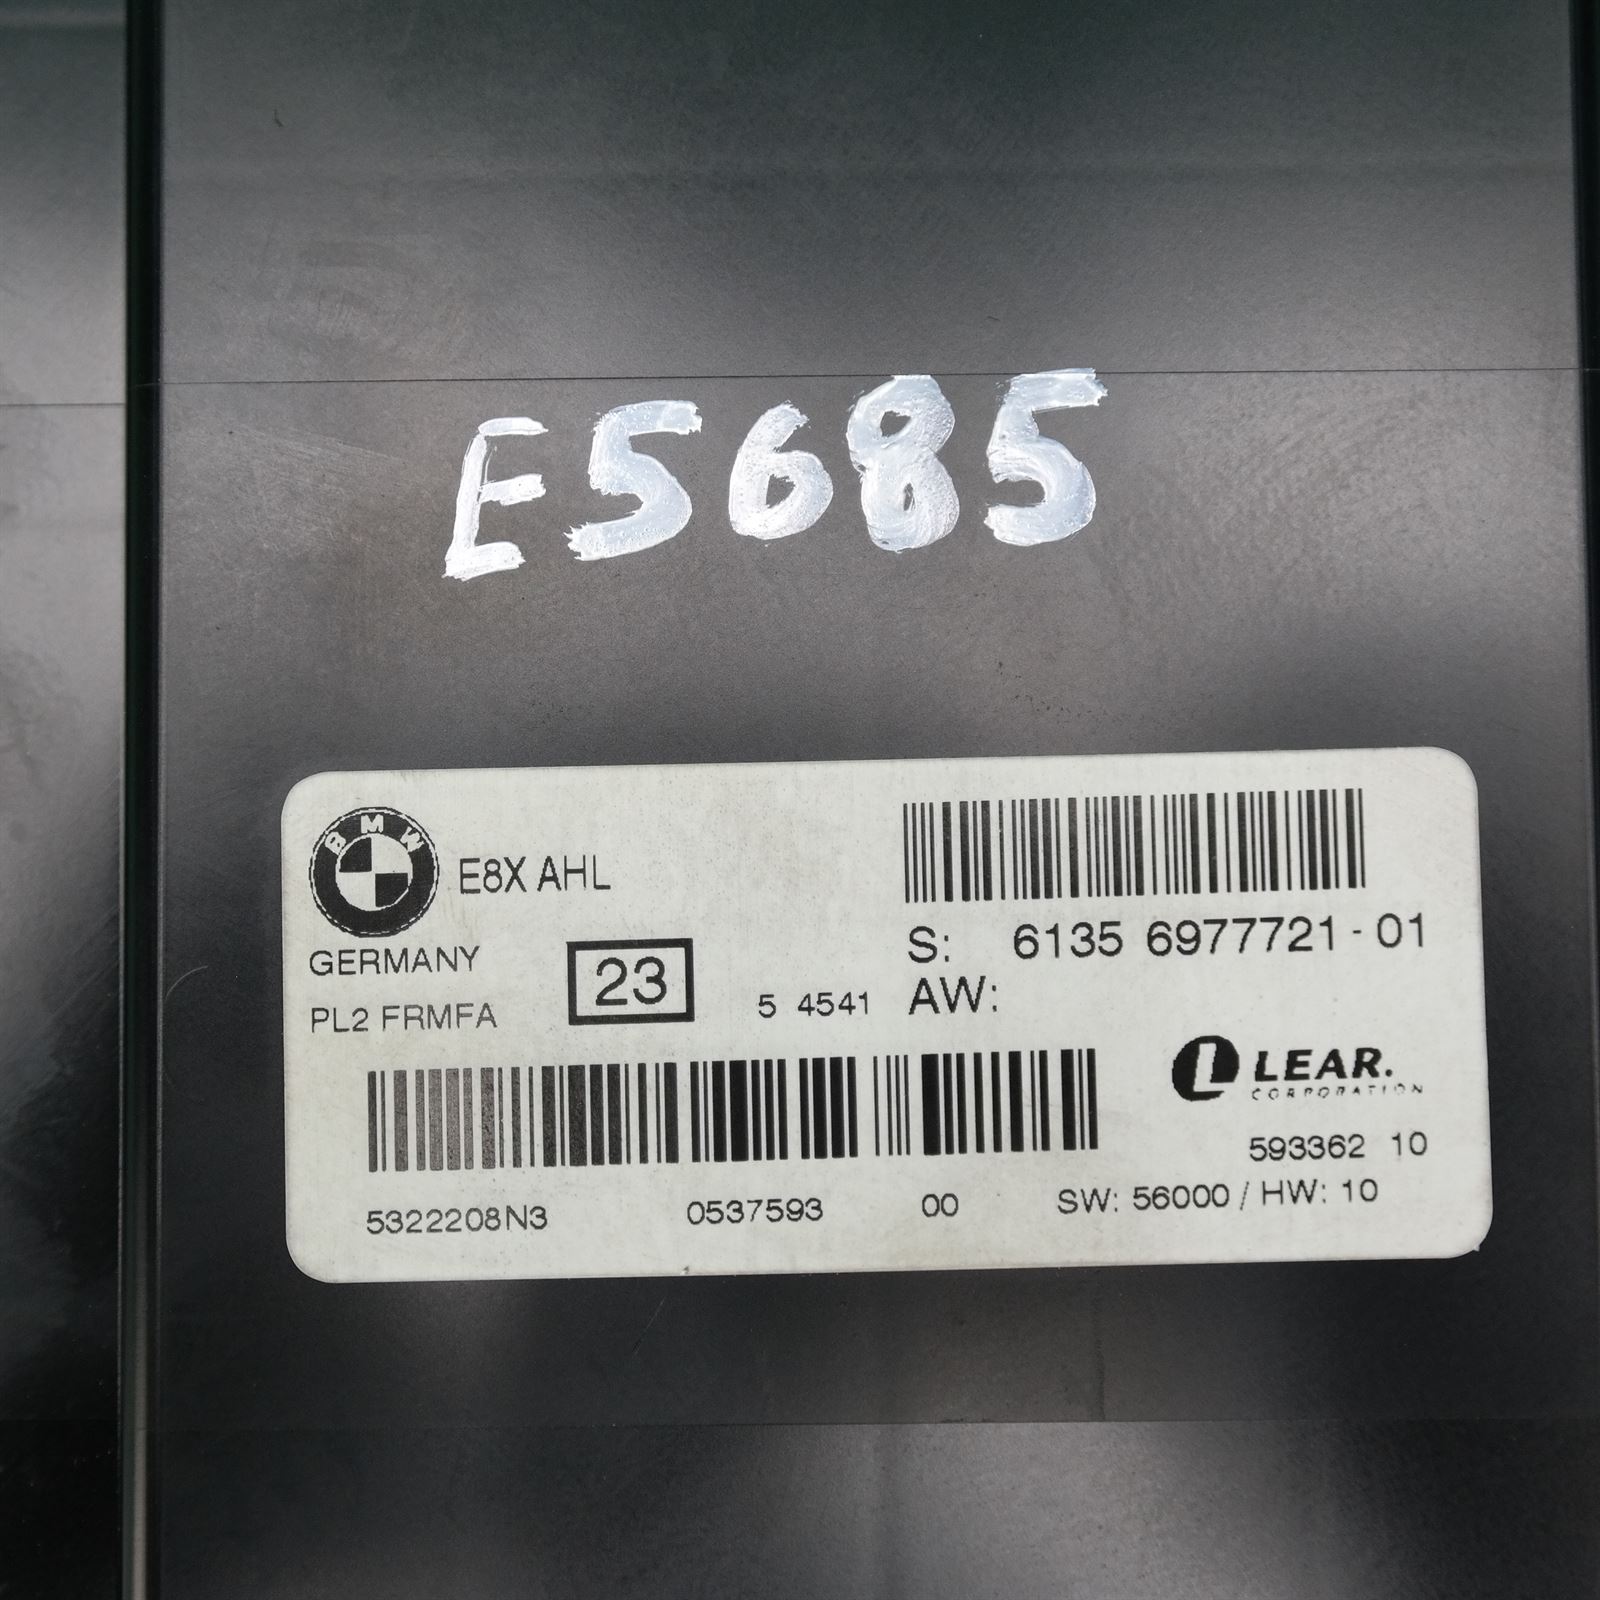 E5685
BMW
E8X AHL
GERMANY
PL2 FRMFA
23
5 4541
S: 6135 6977721-01
AW:
L LEAR.
CORPORATION
593362 10
5322208N3 0537593 00 SW: 56000 / HW: 10